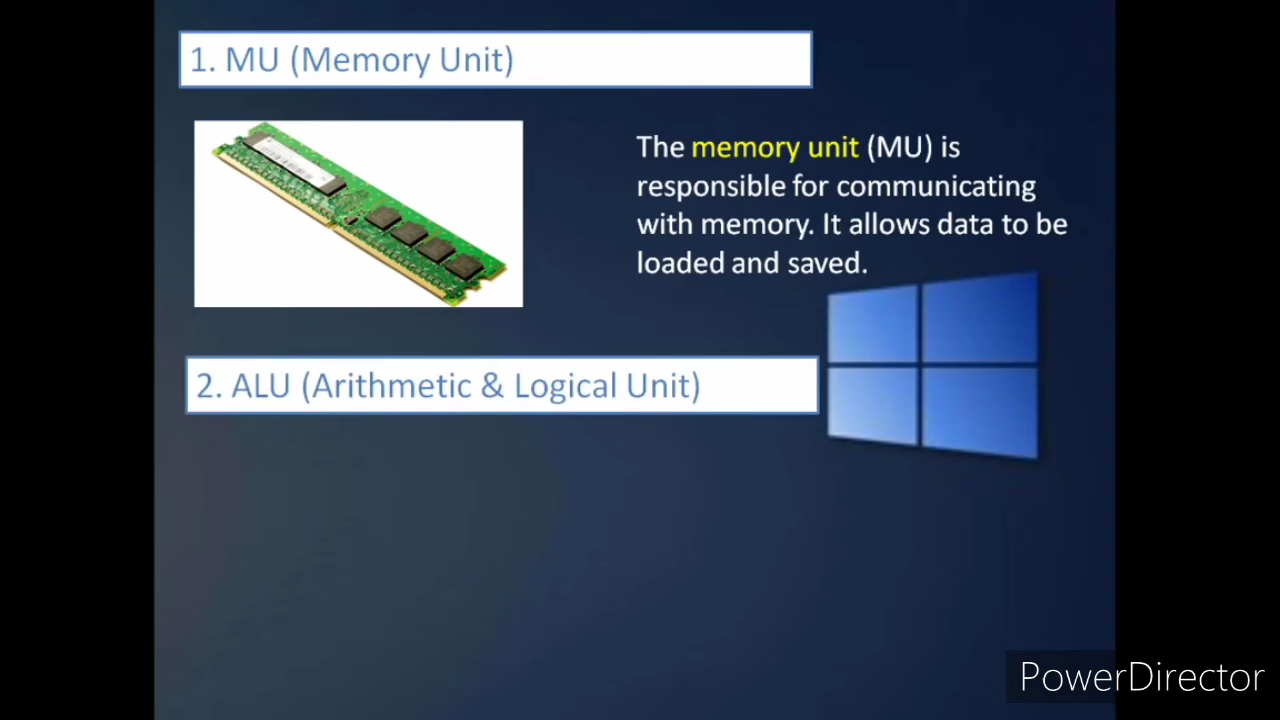 1. MU (Memory Unit)
The memory unit (MU) is
responsible for communicating
with memory. It allows data to be
loaded and saved.
2. ALU (Arithmetic & Logical Unit)
PowerDirector